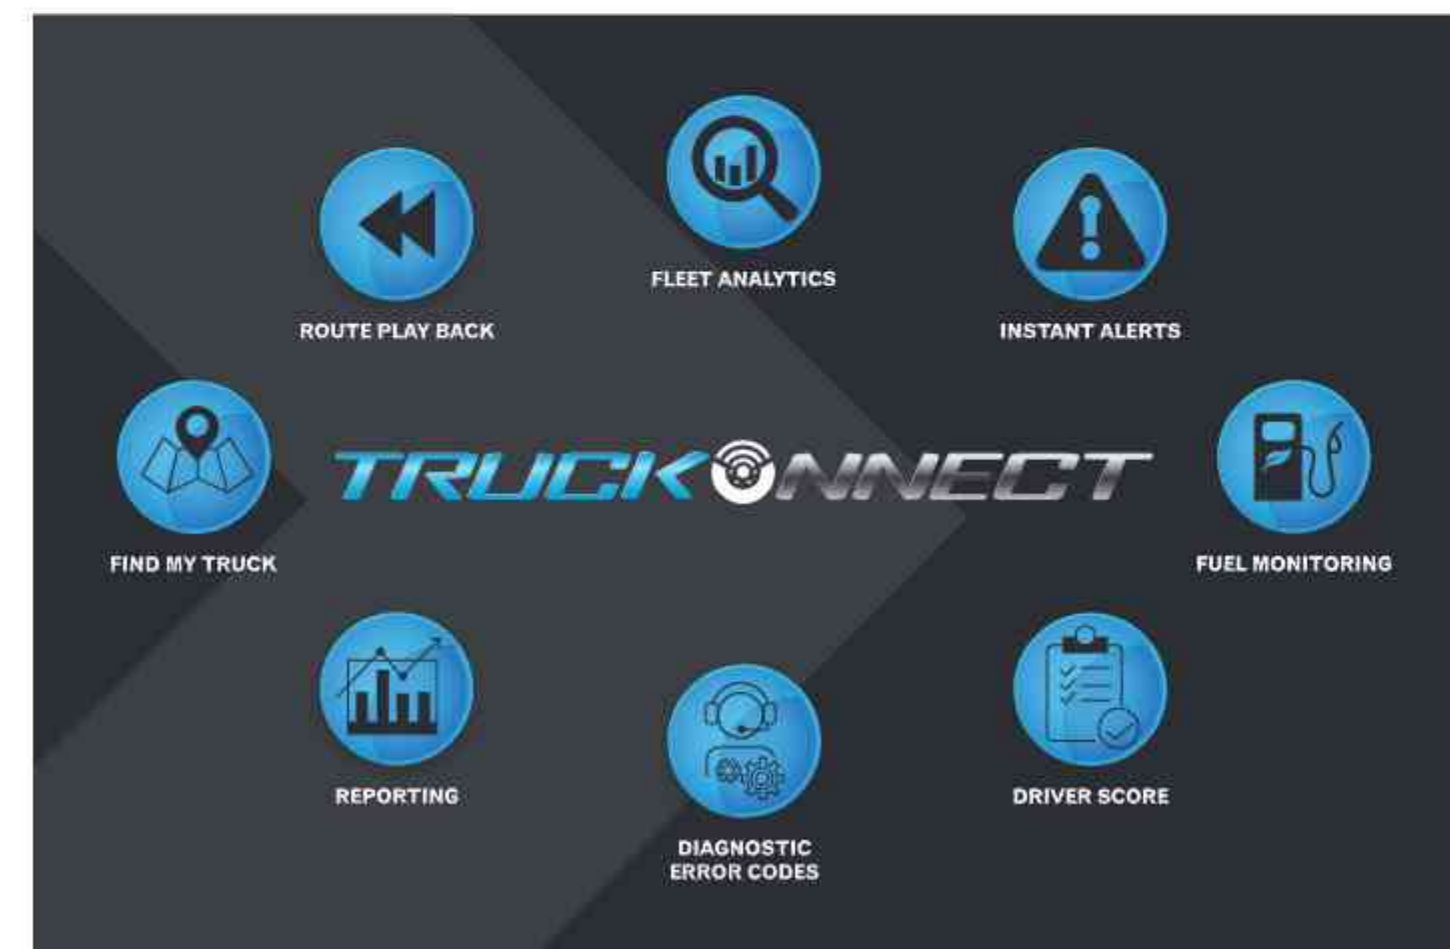 FLEET ANALYTICS
ROUTE PLAY BACK
INSTANT ALERTS
TRUCKONNECT
FIND MY TRUCK
FUEL MONITORING
REPORTING
DRIVER SCORE
DIAGNOSTIC
ERROR CODES